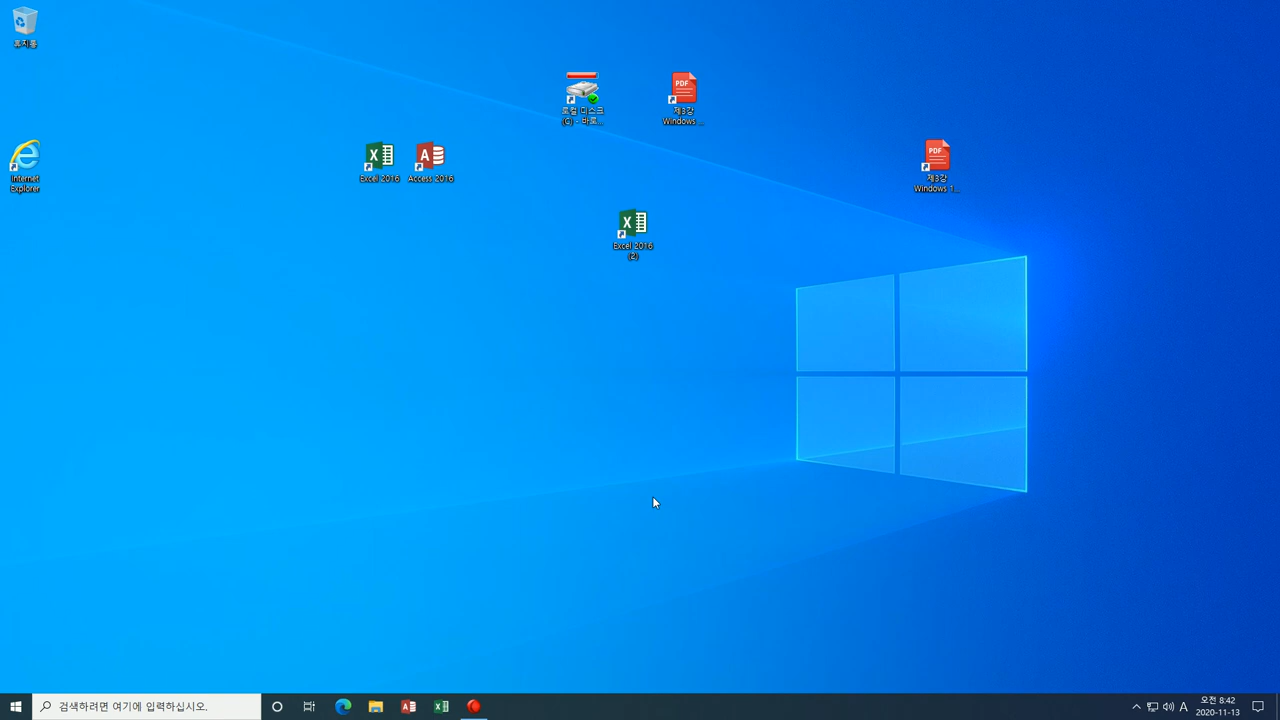 휴지통
로컬 디스크
(C) - 바로...
PDF
제3강
Windows ...
Internet
Explorer
Excel 2016
Access 2016
PDF
제3강
Windows 1...
Excel 2016
(2)
검색하려면 여기에 입력하십시오.
A
오전 8:42
2020-11-13